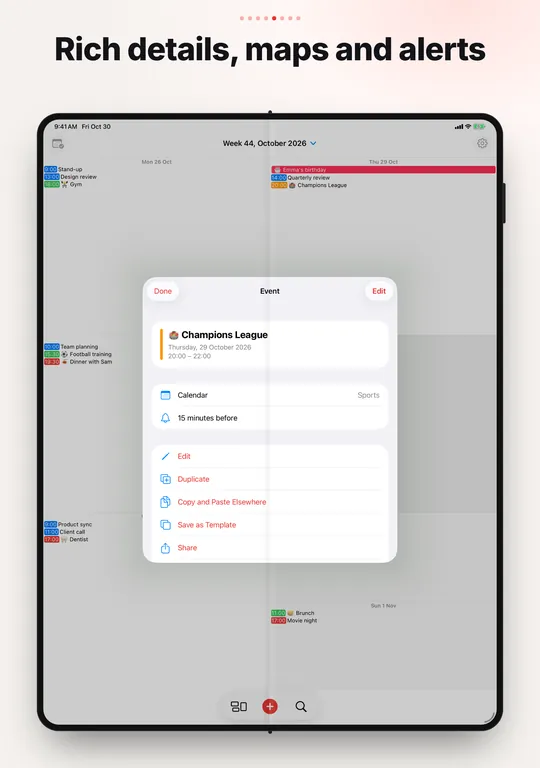 Rich details, maps and alerts
9:41 AM Fri Oct 30
Week 44, October 2026
Mon 26 Oct
9:00 Stand-up
13:00 Design review
18:00 Gym
Thu 29 Oct
Emma's birthday
14:00 Quarterly review
20:00 Champions League
10:00 Team planning
Football training
19:30 Dinner with Sam
9:00 Product sync
11:00 Client call
17:00 Dentist
Sun 1 Nov
11:00 Brunch
17:00 Movie night
Done
Event
Edit
Champions League
Thursday, 29 October 2026
20:00 – 22:00
Calendar
Sports
15 minutes before
Edit
Duplicate
Copy and Paste Elsewhere
Save as Template
Share